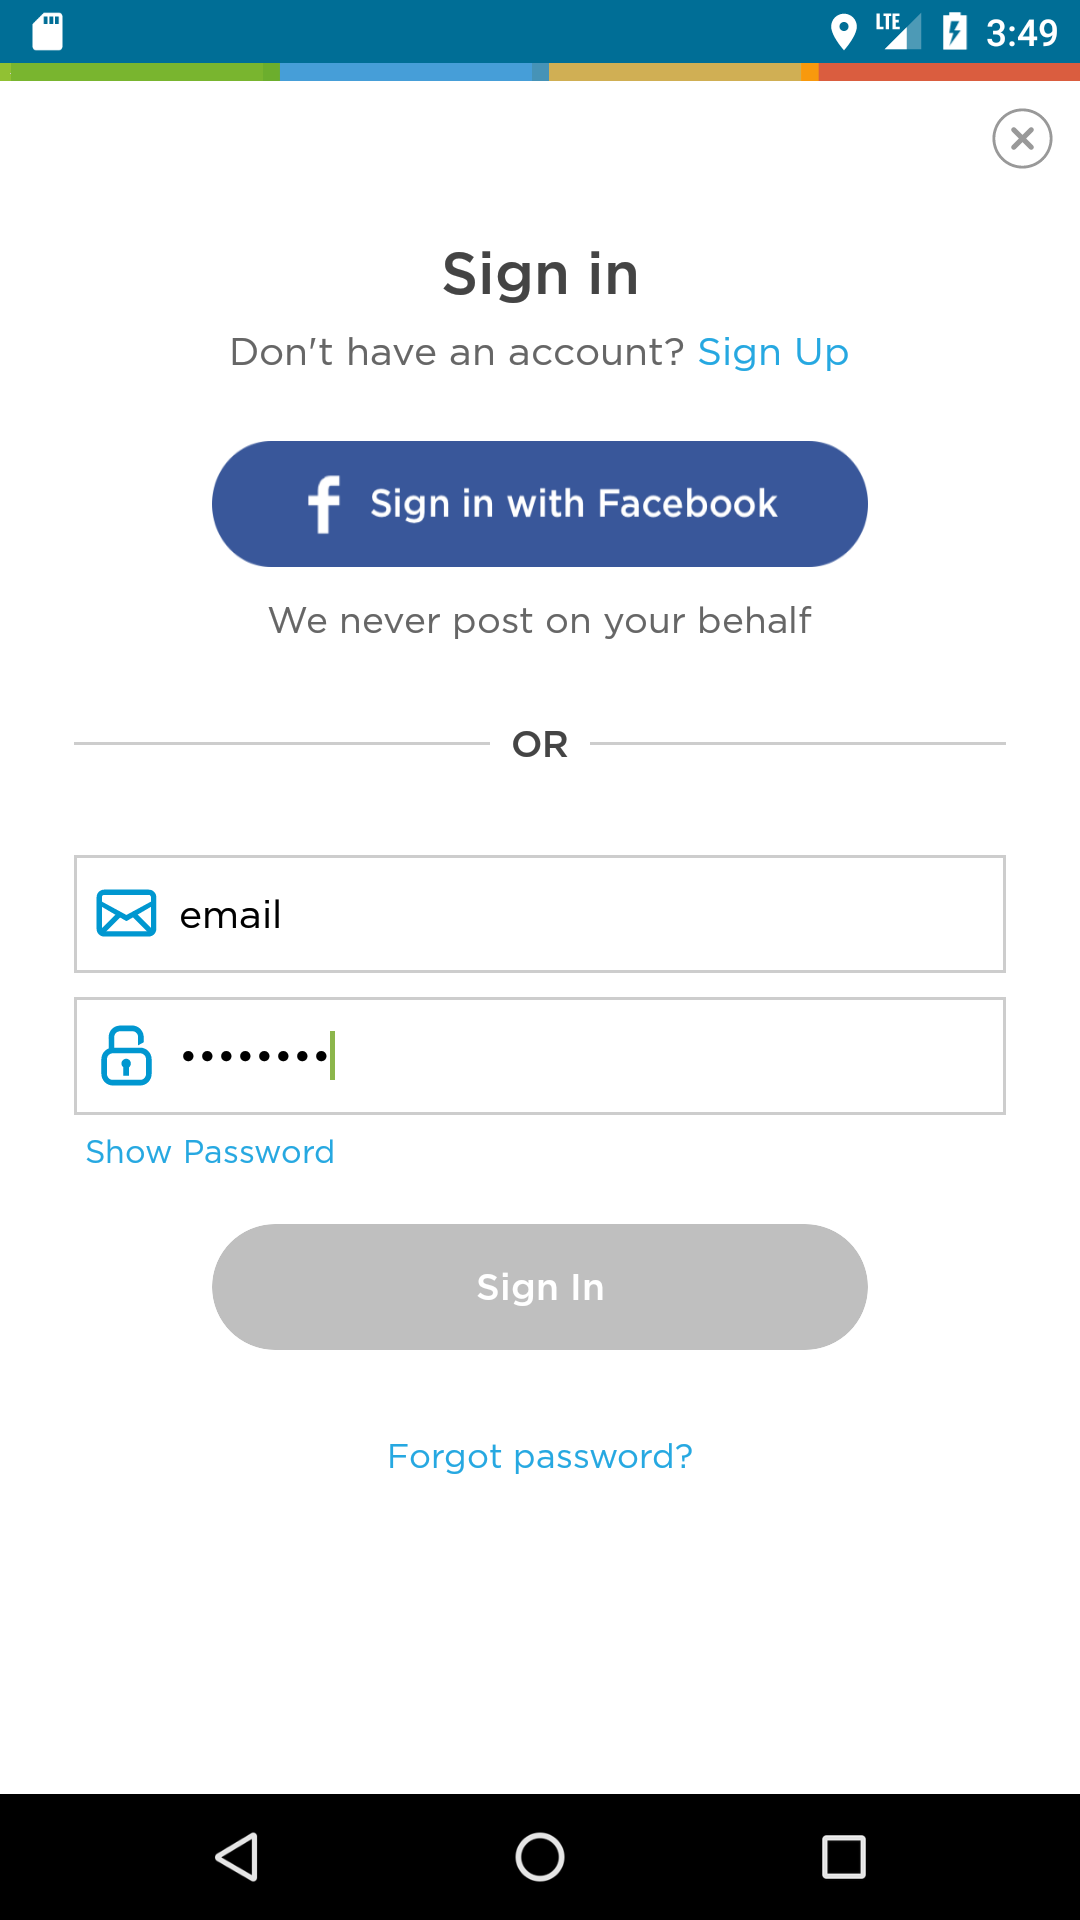 LTE 3:49
Sign in
Don't have an account? Sign Up
f Sign in with Facebook
We never post on your behalf
OR
email
••••••••
Show Password
Sign In
Forgot password?